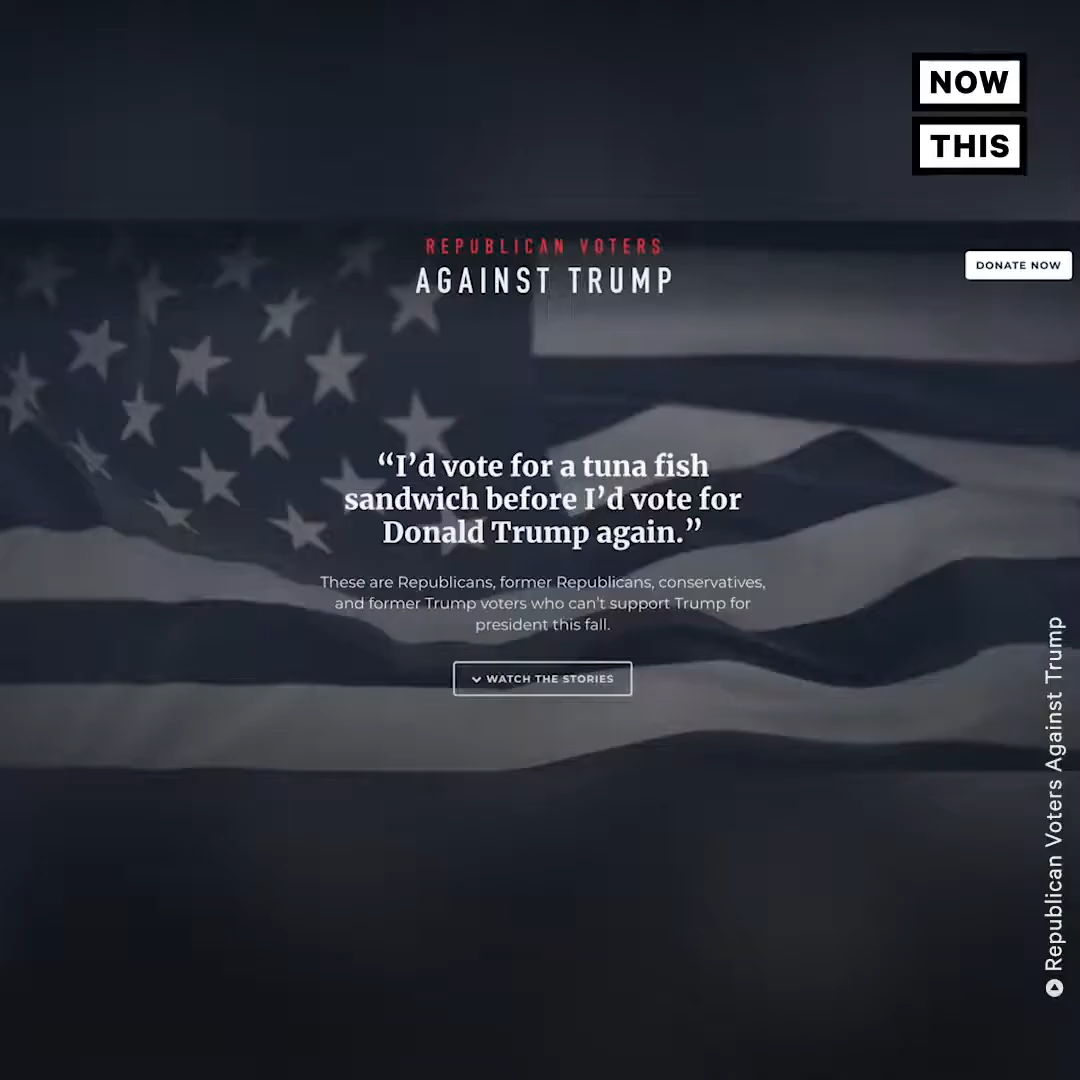 NOW
THIS
REPUBLICAN VOTERS
AGAINST TRUMP
DONATE NOW
“I’d vote for a tuna fish
sandwich before I’d vote for
Donald Trump again.”
These are Republicans, former Republicans, conservatives,
and former Trump voters who can’t support Trump for
president this fall.
WATCH THE STORIES
Republican Voters Against Trump